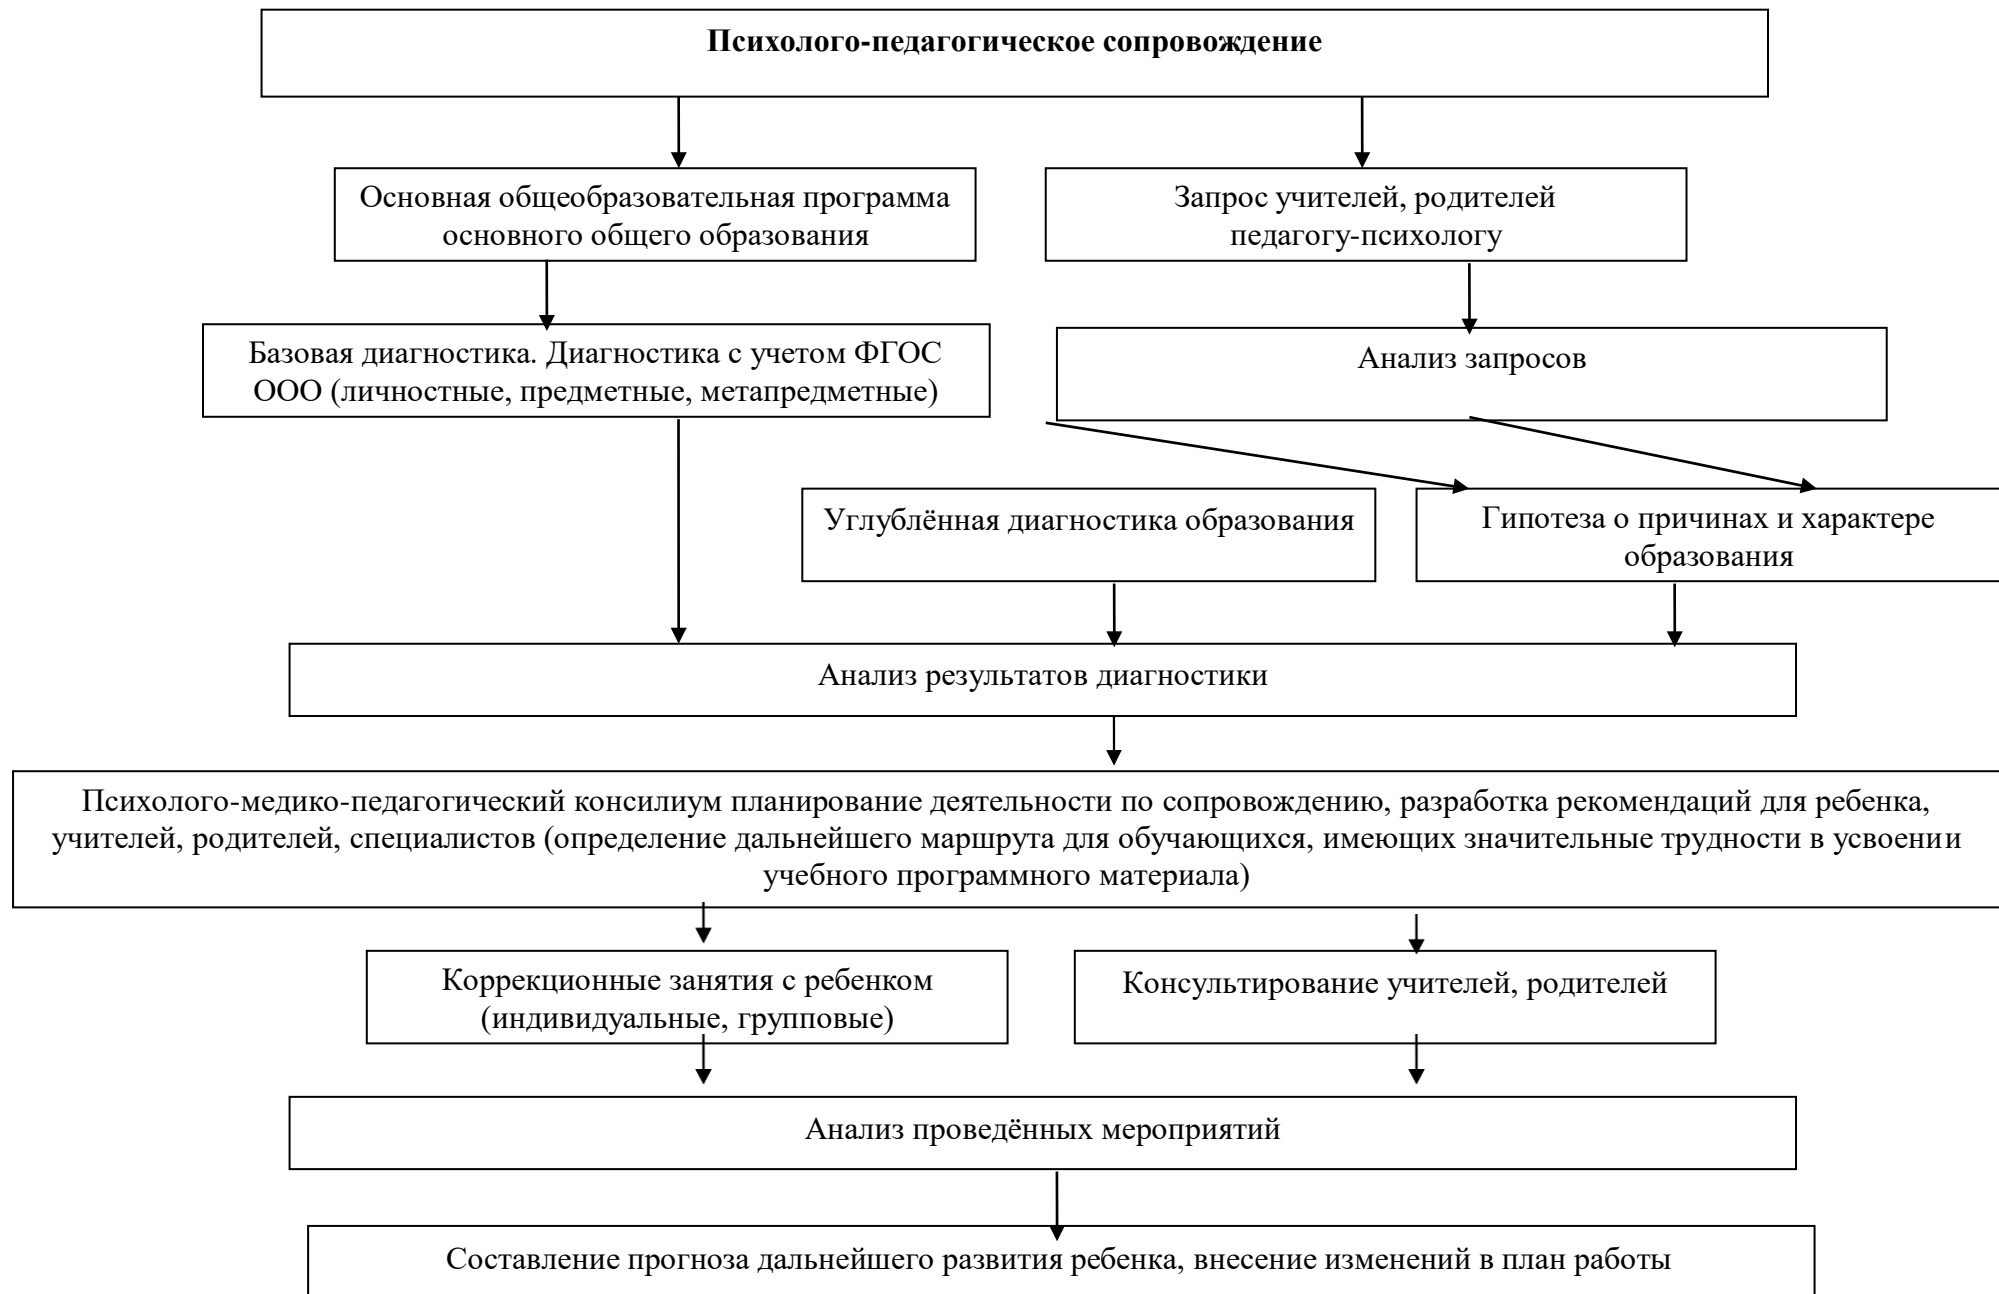 Психолого-педагогическое сопровождение
Основная общеобразовательная программа
основного общего образования
Запрос учителей, родителей
педагогу-психологу
Базовая диагностика. Диагностика с учетом ФГОС
ООО (личностные, предметные, метапредметные)
Анализ запросов
Углублённая диагностика образования
Гипотеза о причинах и характере
образования
Анализ результатов диагностики
Психолого-медико-педагогический консилиум планирование деятельности по сопровождению, разработка рекомендаций для ребенка,
учителей, родителей, специалистов (определение дальнейшего маршрута для обучающихся, имеющих значительные трудности в усвоении
учебного программного материала)
Коррекционные занятия с ребенком
(индивидуальные, групповые)
Консультирование учителей, родителей
Анализ проведённых мероприятий
Составление прогноза дальнейшего развития ребенка, внесение изменений в план работы